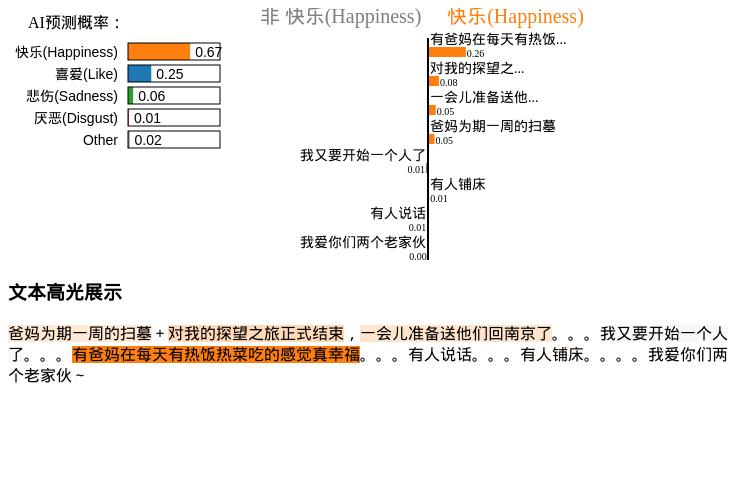 AI预测概率：
快乐(Happiness) 0.67
喜爱(Like) 0.25
悲伤(Sadness) 0.06
厌恶(Disgust) 0.01
Other 0.02
非 快乐(Happiness) 快乐(Happiness)
有爸妈在每天有热饭...
0.26
对我的探望之...
0.08
一会儿准备送他...
0.05
爸妈为期一周的扫墓
0.05
我又要开始一个人了
0.01
有人铺床
0.01
有人说话
0.01
我爱你们两个老家伙
0.00
文本高光展示
爸妈为期一周的扫墓＋对我的探望之旅正式结束，一会儿准备送他们回南京了。。。我又要开始一个人
了。。。有爸妈在每天有热饭热菜吃的感觉真幸福。。。有人说话。。。有人铺床。。。。我爱你们两
个老家伙～